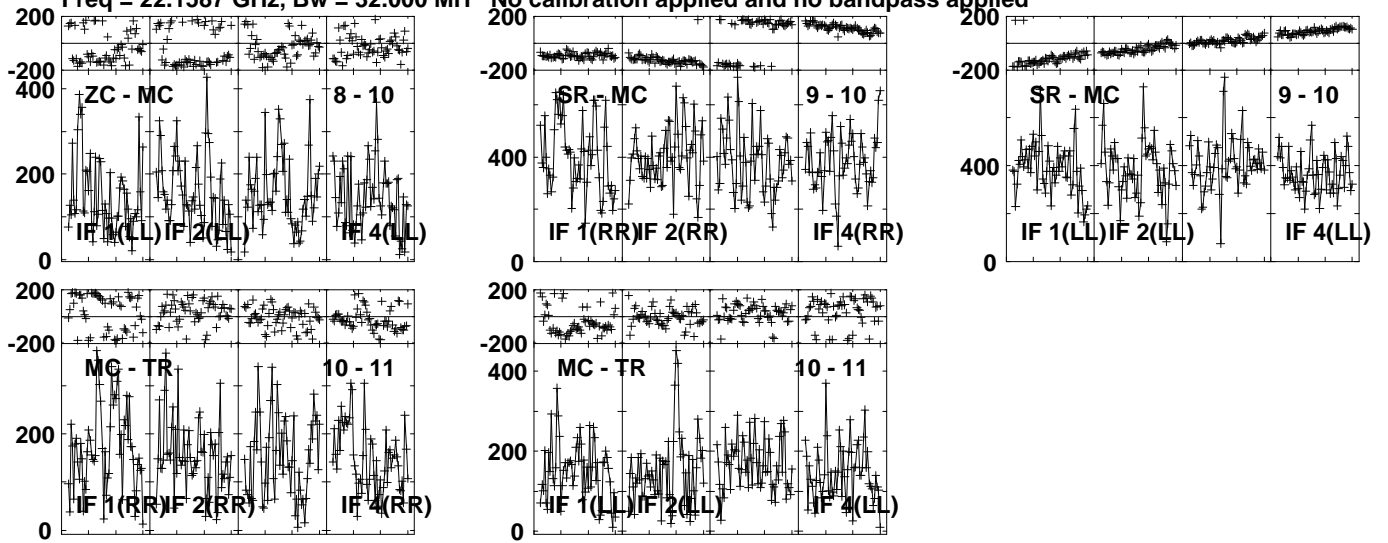 Freq = 22.1587 GHz, Bw = 32.000 MH No calibration applied and no bandpass applied
200
-200
400
200
0
ZC - MC 8 - 10
IF 1(LL) IF 2(LL) IF 4(LL)
200
-200
400
0
SR - MC 9 - 10
IF 1(RR) IF 2(RR) IF 4(RR)
200
-200
400
0
SR - MC 9 - 10
IF 1(LL) IF 2(LL) IF 4(LL)
200
-200
200
0
MC - TR 10 - 11
IF 1(RR) IF 2(RR) IF 4(RR)
200
-200
400
200
0
MC - TR 10 - 11
IF 1(LL) IF 2(LL) IF 4(LL)